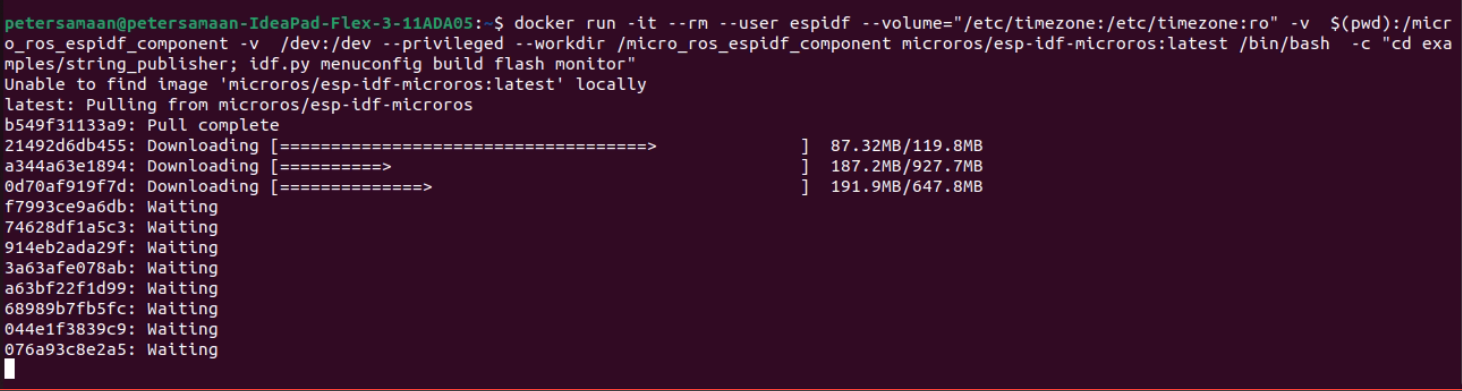 petersamaan@petersamaan-IdeaPad-Flex-3-11ADA05:~$ docker run -it --rm --user espidf --volume="/etc/timezone:/etc/timezone:ro" -v  $(pwd):/micr
o_ros_espidf_component -v  /dev:/dev --privileged --workdir /micro_ros_espidf_component microros/esp-idf-microros:latest /bin/bash  -c "cd exa
mples/string_publisher; idf.py menuconfig build flash monitor"
Unable to find image 'microros/esp-idf-microros:latest' locally
latest: Pulling from microros/esp-idf-microros
b549f31133a9: Pull complete
21492d6db455: Downloading [====================================>              ]  87.32MB/119.8MB
a344a63e1894: Downloading [==========>                                        ]  187.2MB/927.7MB
0d70af919f7d: Downloading [==============>                                    ]  191.9MB/647.8MB
f7993ce9a6db: Waiting
74628df1a5c3: Waiting
914eb2ada29f: Waiting
3a63afe078ab: Waiting
a63bf22f1d99: Waiting
68989b7fb5fc: Waiting
044e1f3839c9: Waiting
076a93c8e2a5: Waiting